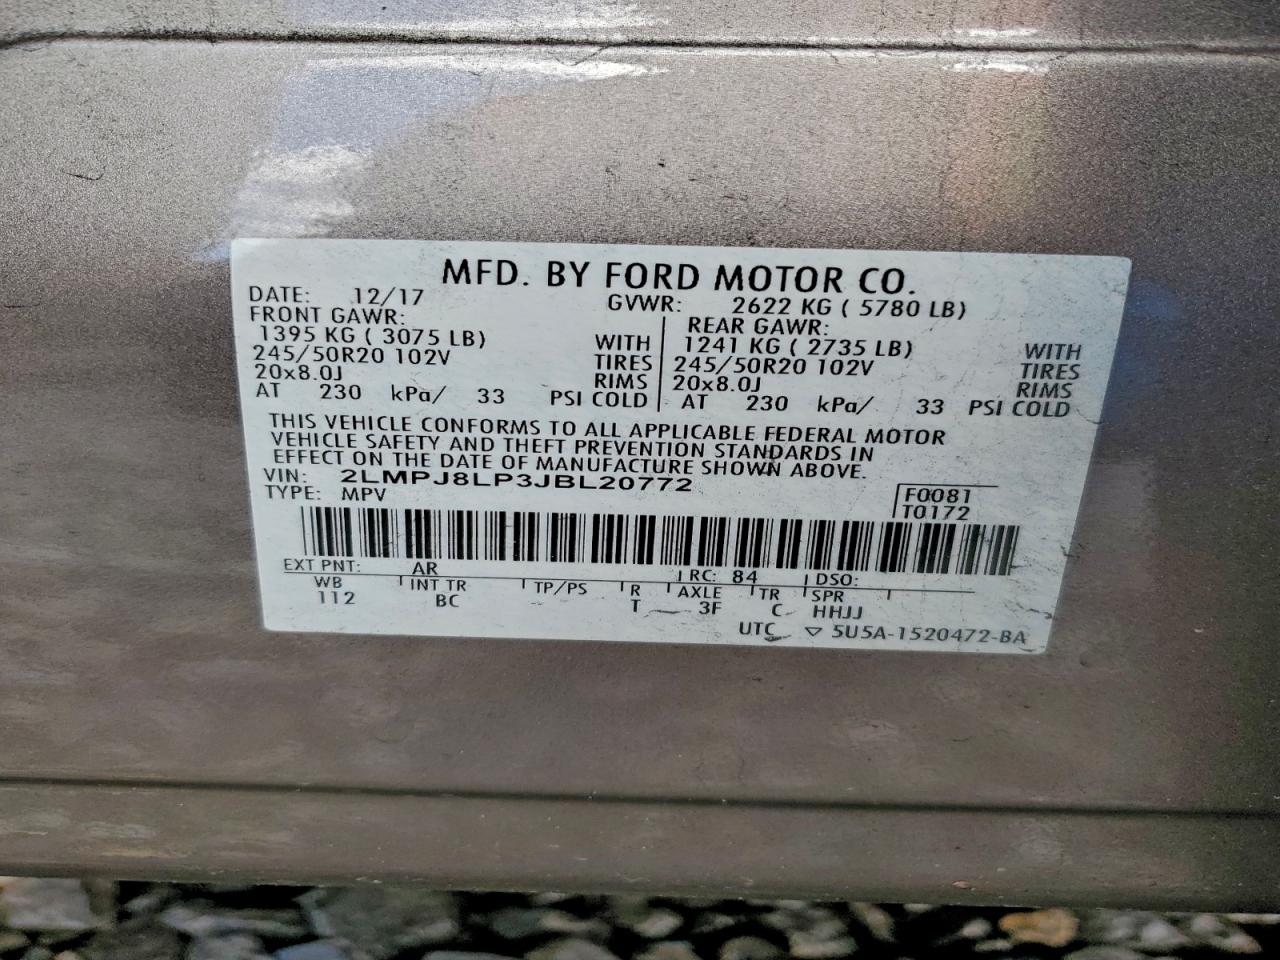 MFD. BY FORD MOTOR CO.
DATE: 12/17 GVWR: 2622 KG ( 5780 LB)
FRONT GAWR: REAR GAWR:
1395 KG ( 3075 LB) WITH 1241 KG ( 2735 LB) WITH
245/50R20 102V TIRES 245/50R20 102V TIRES
20x8.0J RIMS 20x8.0J RIMS
AT 230 kPa/ 33 PSI COLD AT 230 kPa/ 33 PSI COLD
THIS VEHICLE CONFORMS TO ALL APPLICABLE FEDERAL MOTOR
VEHICLE SAFETY AND THEFT PREVENTION STANDARDS IN
EFFECT ON THE DATE OF MANUFACTURE SHOWN ABOVE.
VIN: 2LMPJ8LP3JBL20772
TYPE: MPV F0081
T0172
EXT PNT: AR RC: 84 DSO:
WB INT TR TP/PS R AXLE TR SPR
112 BC T 3F C HHJJ
UTC ▽ 5U5A-1520472-BA